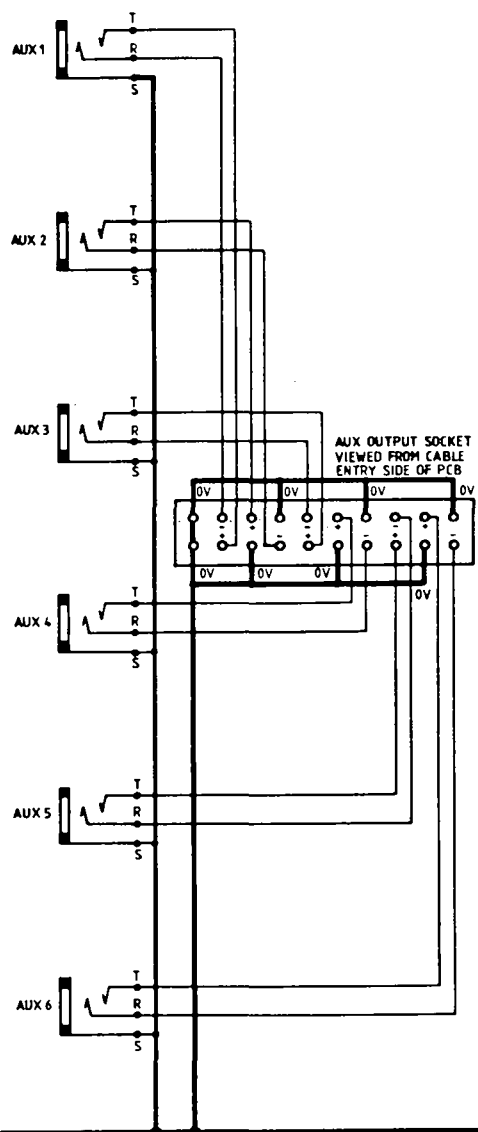 T
AUX 1
R
S
T
AUX 2
R
S
T
AUX 3
R
S
AUX OUTPUT SOCKET
VIEWED FROM CABLE
ENTRY SIDE OF PCB
0V 0V 0V 0V
- + - + - +
+ - + - + -
0V 0V 0V 0V
T
AUX 4
R
S
T
AUX 5
R
S
T
AUX 6
R
S